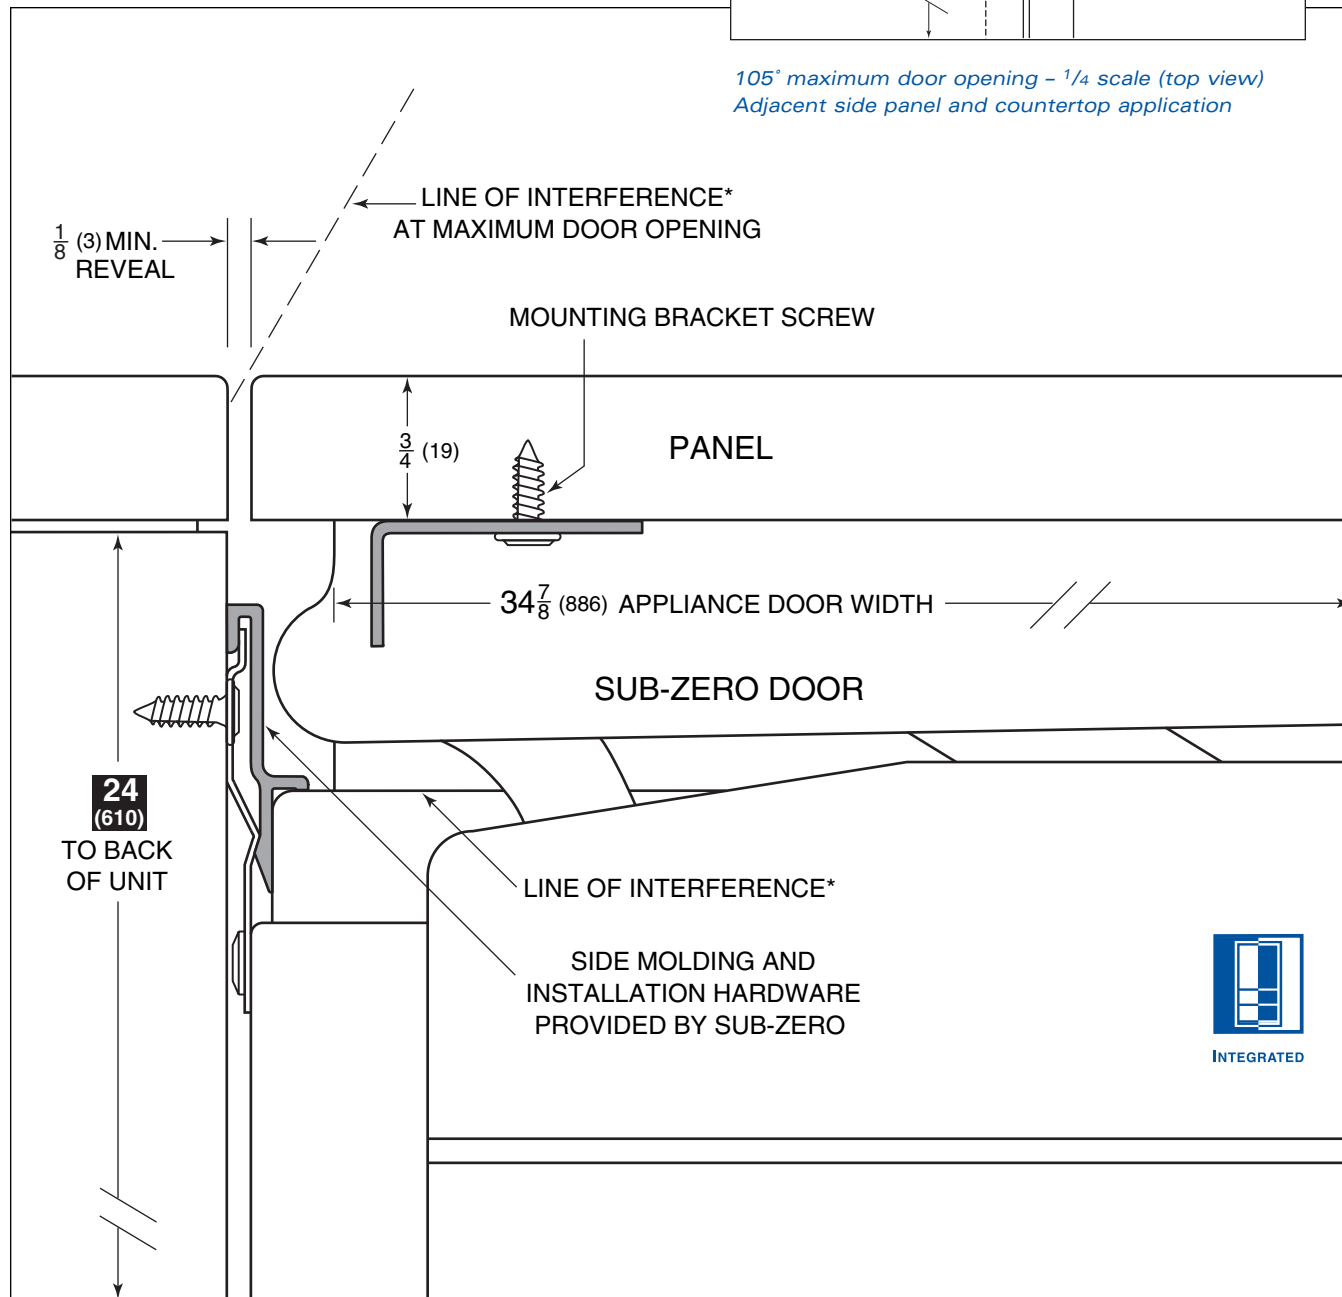 105° maximum door opening – 1/4 scale (top view)
Adjacent side panel and countertop application
LINE OF INTERFERENCE*
AT MAXIMUM DOOR OPENING
1/8 (3) MIN.
REVEAL
MOUNTING BRACKET SCREW
3/4 (19)
PANEL
34 7/8 (886) APPLIANCE DOOR WIDTH
SUB-ZERO DOOR
24
(610)
TO BACK
OF UNIT
LINE OF INTERFERENCE*
SIDE MOLDING AND
INSTALLATION HARDWARE
PROVIDED BY SUB-ZERO
INTEGRATED